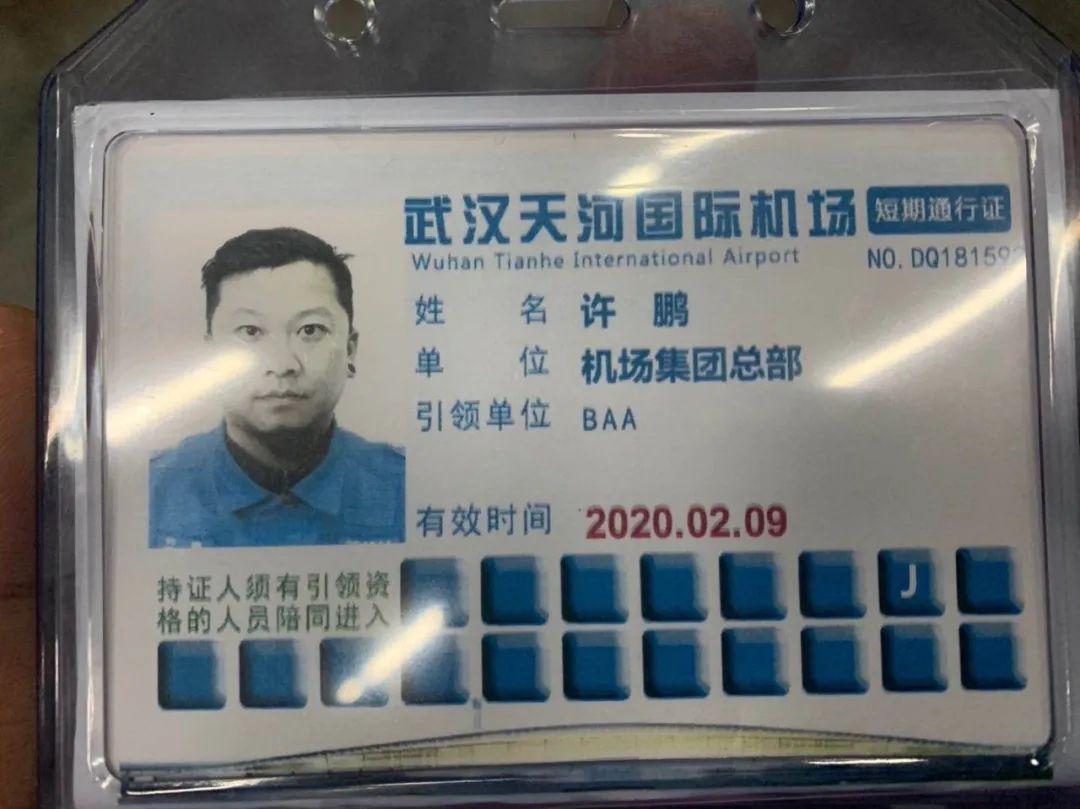 武汉天河国际机场 短期通行证
Wuhan Tianhe International Airport NO.DQ18159
姓 名 许 鹏
单 位 机场集团总部
引领单位 BAA
有效时间 2020.02.09
持证人须有引领资
格的人员陪同进入
J